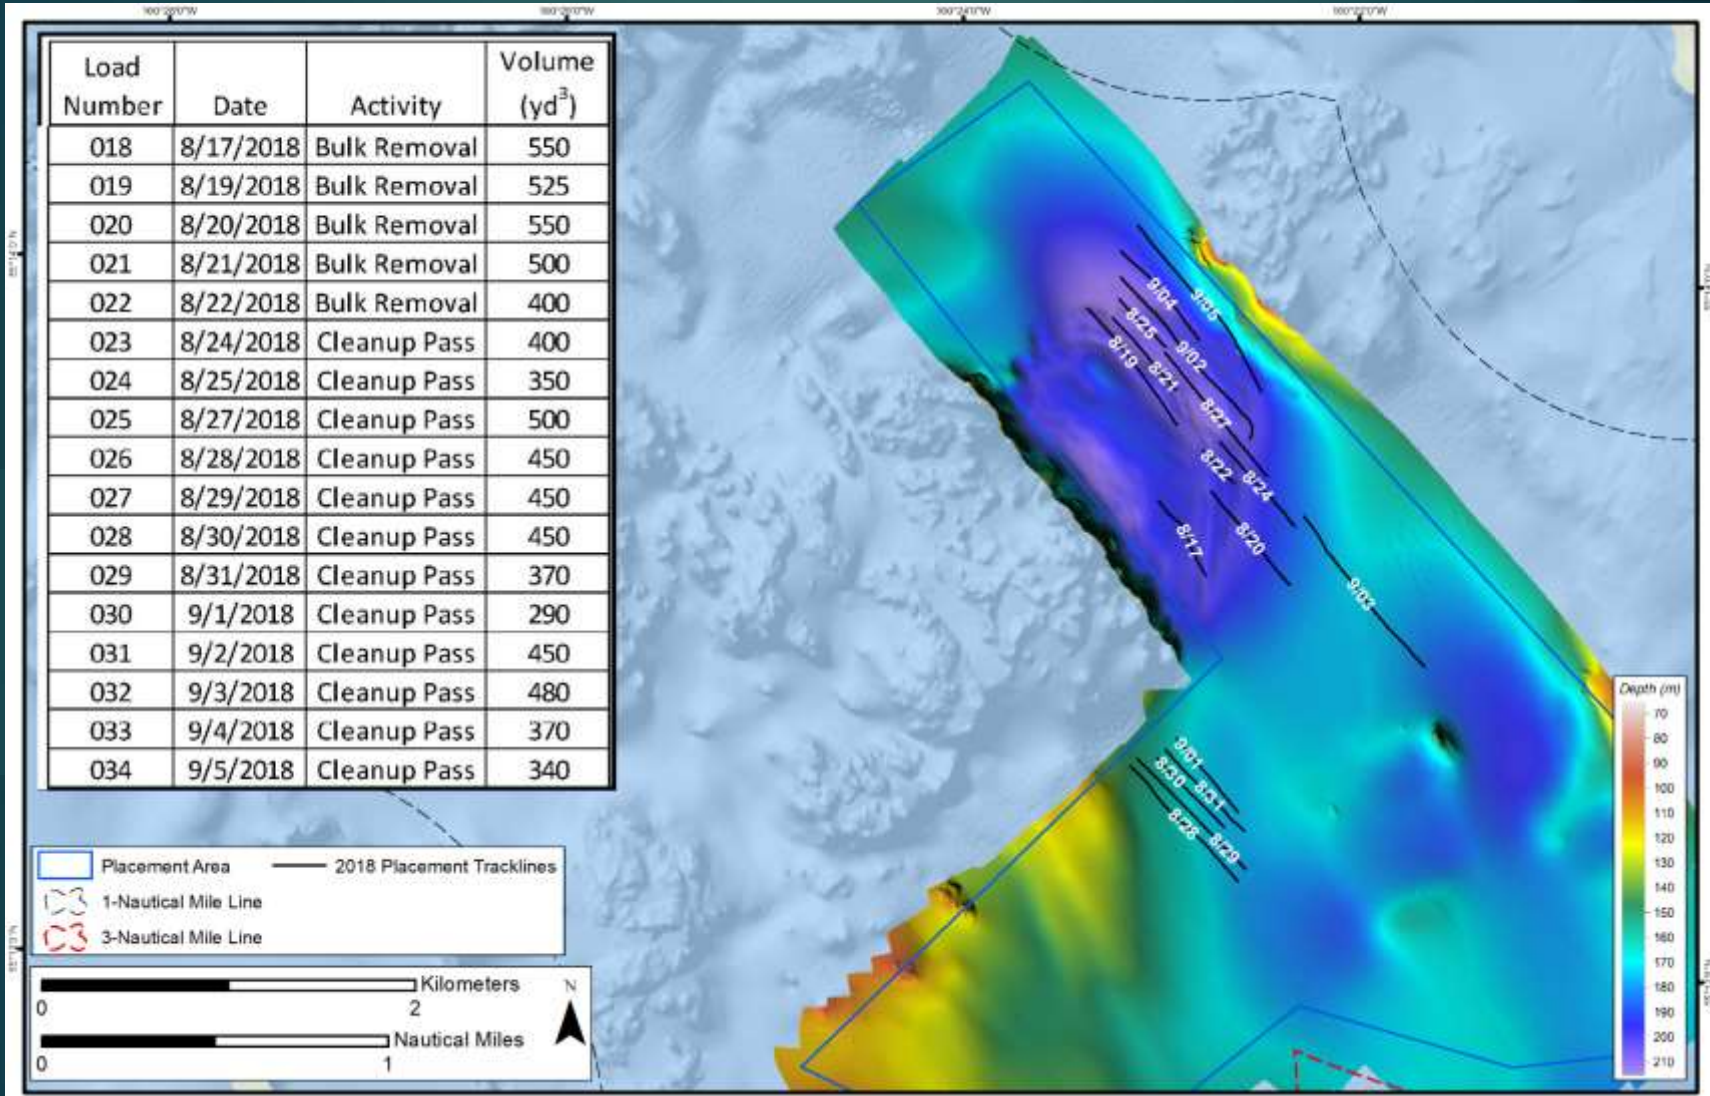 Load Number Date Activity Volume (yd³)
018 8/17/2018 Bulk Removal 550
019 8/19/2018 Bulk Removal 525
020 8/20/2018 Bulk Removal 550
021 8/21/2018 Bulk Removal 500
022 8/22/2018 Bulk Removal 400
023 8/24/2018 Cleanup Pass 400
024 8/25/2018 Cleanup Pass 350
025 8/27/2018 Cleanup Pass 500
026 8/28/2018 Cleanup Pass 450
027 8/29/2018 Cleanup Pass 450
028 8/30/2018 Cleanup Pass 450
029 8/31/2018 Cleanup Pass 370
030 9/1/2018 Cleanup Pass 290
031 9/2/2018 Cleanup Pass 450
032 9/3/2018 Cleanup Pass 480
033 9/4/2018 Cleanup Pass 370
034 9/5/2018 Cleanup Pass 340
9/04
9/05
8/25
9/02
8/19
8/21
8/27
8/22
8/24
8/17
8/20
9/03
9/01
8/30
8/31
8/28
8/29
Placement Area
2018 Placement Tracklines
1-Nautical Mile Line
3-Nautical Mile Line
Kilometers
0 2
N
Nautical Miles
0 1
Depth (m)
70
80
90
100
110
120
130
140
150
160
170
180
190
200
210